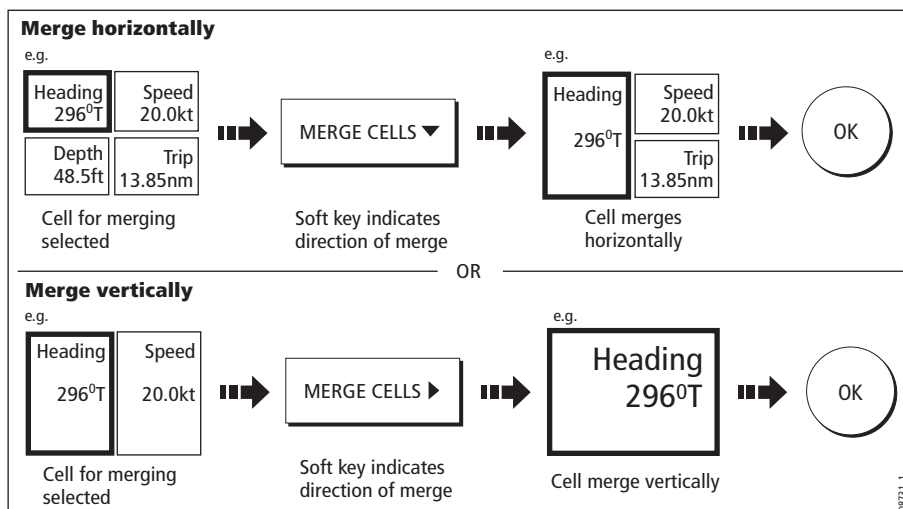 Merge horizontally
e.g.
Heading
296⁰T
Speed
20.0kt
Depth
48.5ft
Trip
13.85nm
Cell for merging
selected
MERGE CELLS
Soft key indicates
direction of merge
e.g.
Heading
296⁰T
Speed
20.0kt
Trip
13.85nm
Cell merges
horizontally
OK
OR
Merge vertically
e.g.
Heading
296⁰T
Speed
20.0kt
Cell for merging
selected
MERGE CELLS
Soft key indicates
direction of merge
e.g.
Heading
296⁰T
Cell merge vertically
OK